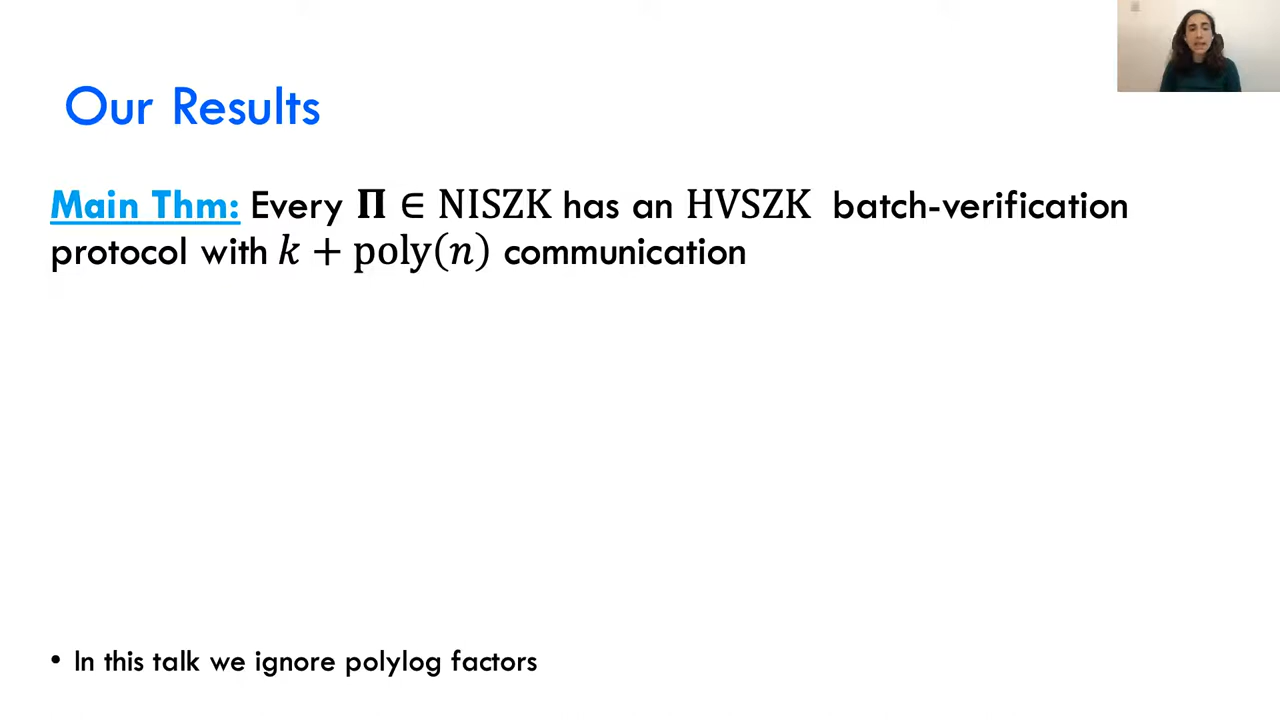 Our Results
Main Thm: Every Π ∈ NISZK has an HVSZK batch-verification
protocol with k + poly(n) communication
• In this talk we ignore polylog factors